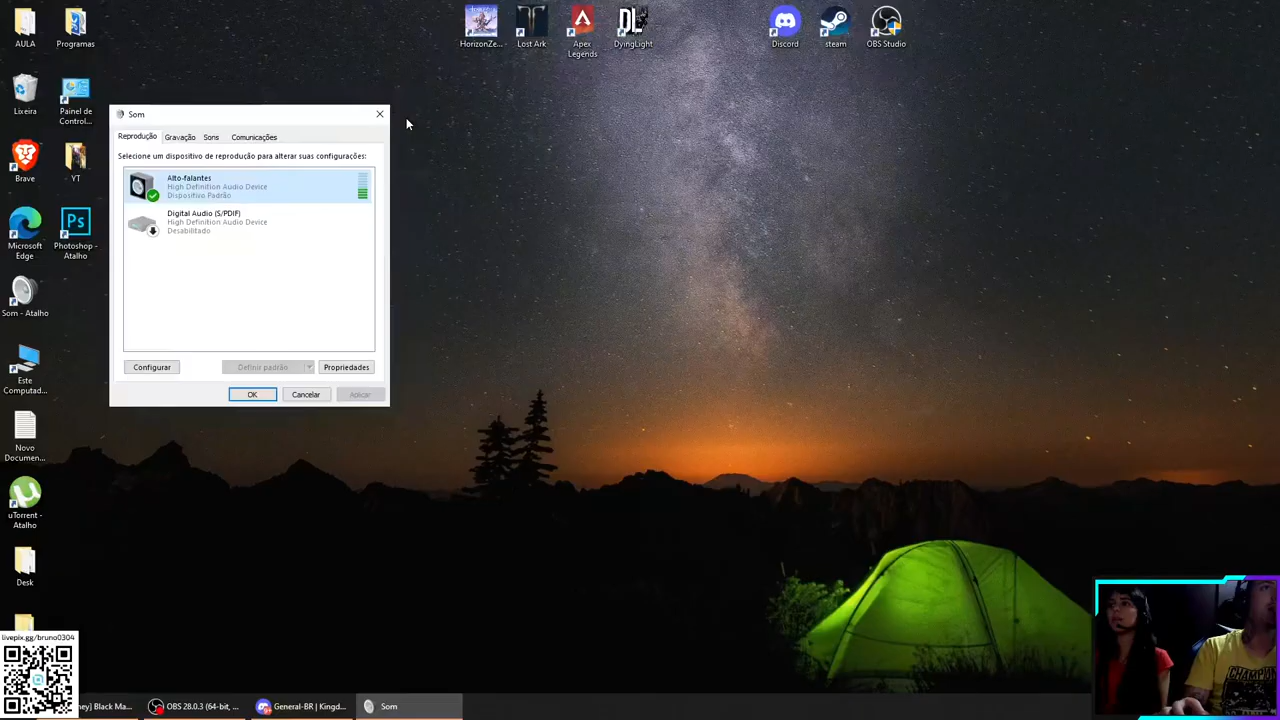 AULA
Programas
HorizonZe...
Lost Ark
Apex
Legends
DL
DyingLight
Discord
steam
OBS Studio
Lixeira
Painel de
Control...
Som
Reprodução
Gravação
Sons
Comunicações
Selecione um dispositivo de reprodução para alterar suas configurações:
Alto-falantes
High Definition Audio Device
Dispositivo Padrão
Digital Audio (S/PDIF)
High Definition Audio Device
Desabilitado
Configurar
Definir padrão
Propriedades
OK
Cancelar
Aplicar
Brave
YT
Microsoft
Edge
Ps
Photoshop -
Atalho
Som - Atalho
Este
Computad...
Novo
Documen...
uTorrent -
Atalho
Desk
livepix.gg/bruno0304
ney] Black Ma...
OBS 28.0.3 (64-bit, ...
General-BR | Kingd...
Som